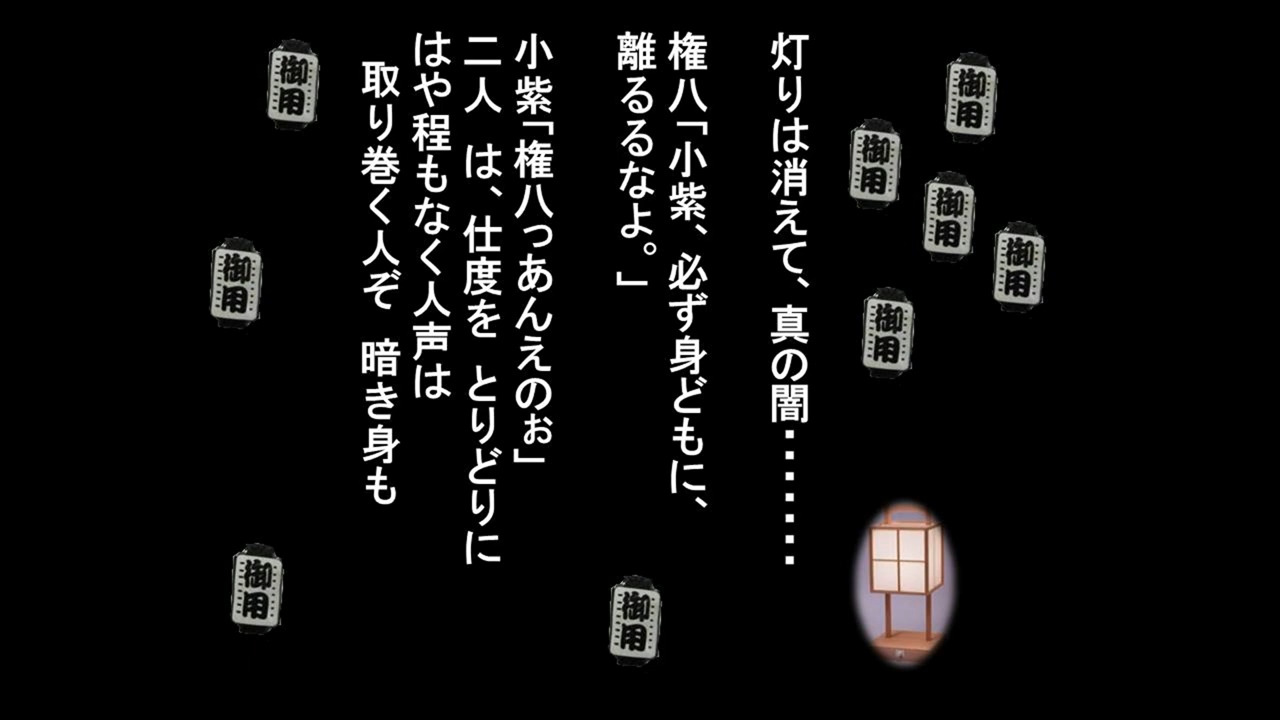 灯りは消えて、真の闇・・・・・・・
権八「小紫、必ず身どもに、
離るるなよ。」
小紫「権八っあんえのぉ」
二人 は、仕度を とりどりに
はや程もなく人声は
取り巻く人ぞ 暗き身も
御用
御用
御用
御用
御用
御用
御用
御用
御用